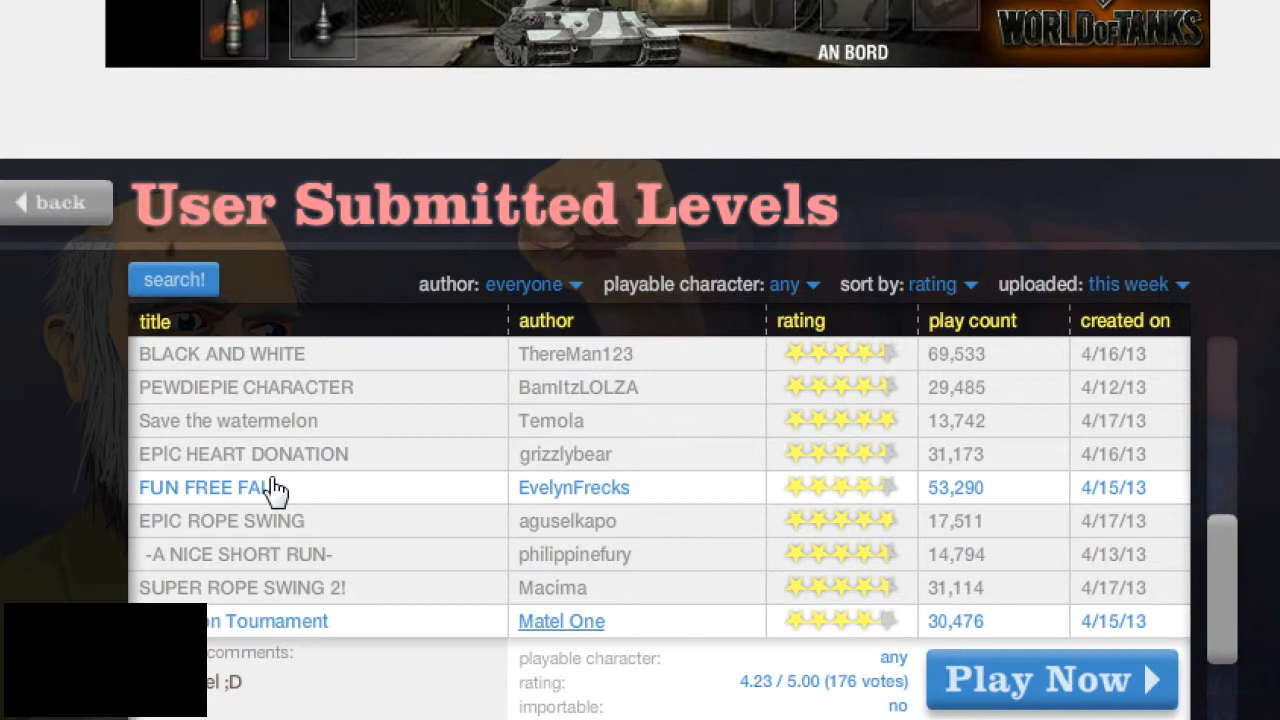 AN BORD
WORLD OF TANKS
back
User Submitted Levels
search!
author: everyone playable character: any sort by: rating uploaded: this week
title author rating play count created on
BLACK AND WHITE ThereMan123 69,533 4/16/13
PEWDIEPIE CHARACTER BamItzLOLZA 29,485 4/12/13
Save the watermelon Temola 13,742 4/17/13
EPİC HEART DONATION grizzlybear 31,173 4/16/13
FUN FREE EvelynFrecks 53,290 4/15/13
EPIC ROPE SWING aguselkapo 17,511 4/17/13
-A NICE SHORT RUN- philippinefury 14,794 4/13/13
SUPER ROPE SWING 2! Macima 31,114 4/17/13
Tournament Matel One 30,476 4/15/13
comments:
;D
playable character: any
rating: 4.23 / 5.00 (176 votes)
importable: no
Play Now